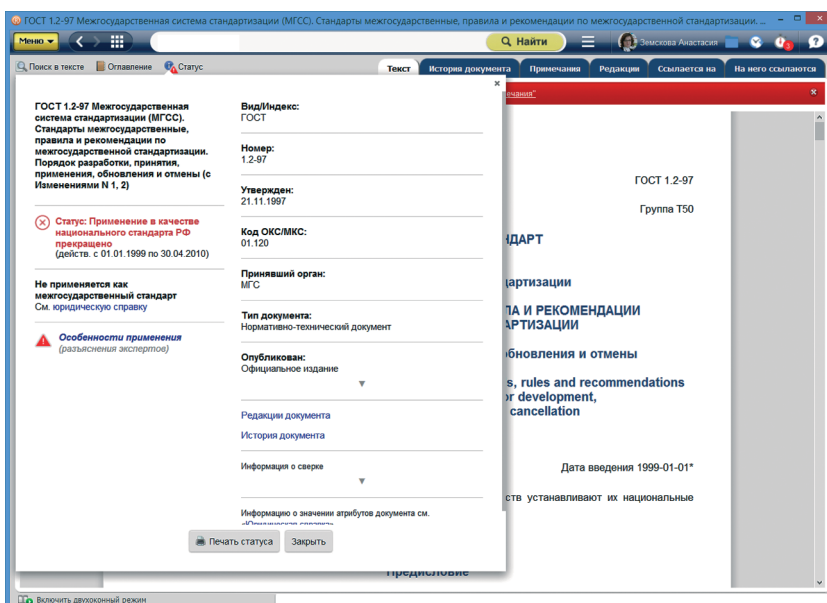 ГОСТ 1.2-97 Межгосударственная система стандартизации (МГСС). Стандарты межгосударственные, правила и рекомендации по межгосударственной стандартизации. ...
Меню
Найти
Земскова Анастасия
3
?
Поиск в тексте
Оглавление
Статус
Текст
История документа
Примечания
Редакции
Ссылается на
На него ссылаются
ечания"
ГОСТ 1.2-97 Межгосударственная
система стандартизации (МГСС).
Стандарты межгосударственные,
правила и рекомендации по
межгосударственной стандартизации.
Порядок разработки, принятия,
применения, обновления и отмены (с
Изменениями N 1, 2)
Статус: Применение в качестве
национального стандарта РФ
прекращено
(действ. с 01.01.1999 по 30.04.2010)
Не применяется как
межгосударственный стандарт
См. юридическую справку
Особенности применения
(разъяснения экспертов)
Вид/Индекс:
ГОСТ
Номер:
1.2-97
Утвержден:
21.11.1997
Код ОКС/МКС:
01.120
Принявший орган:
МГС
Тип документа:
Нормативно-технический документ
Опубликован:
Официальное издание
Редакции документа
История документа
Информация о сверке
Информацию о значении атрибутов документа см.
«Юридическая справка»
Печать статуса
Закрыть
ГОСТ 1.2-97
Группа Т50
НДАРТ
дартизации
ЛА И РЕКОМЕНДАЦИИ
АРТИЗАЦИИ
обновления и отмены
s, rules and recommendations
or development,
cancellation
Дата введения 1999-01-01*
ств устанавливают их национальные
Предисловие
Включить двухоконный режим